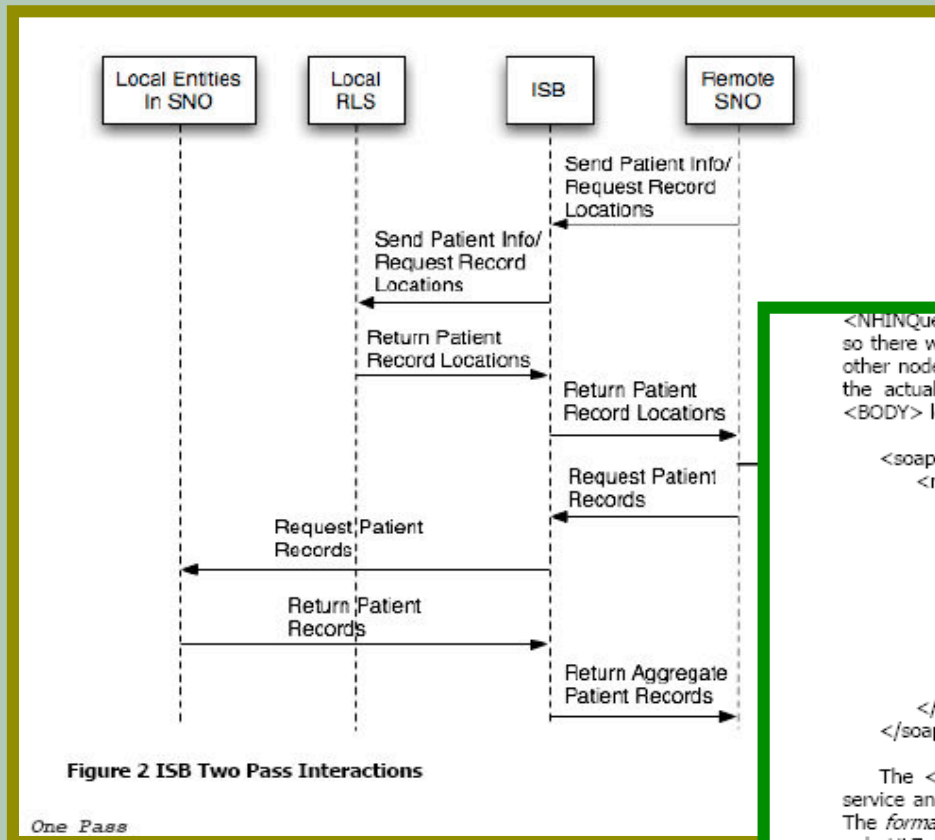 Local Entities
In SNO
Local
RLS
ISB
Remote
SNO
Send Patient Info/
Request Record
Locations
Send Patient Info/
Request Record
Locations
Return Patient
Record Locations
Return Patient
Record Locations
Request Patient
Records
Request Patient
Records
Return Patient
Records
Return Aggregate
Patient Records
Figure 2 ISB Two Pass Interactions
One Pass
<NHINQue
so there w
other node
the actual
<BODY> l
<soap
<r
</
</soap
The <
service an
The forma